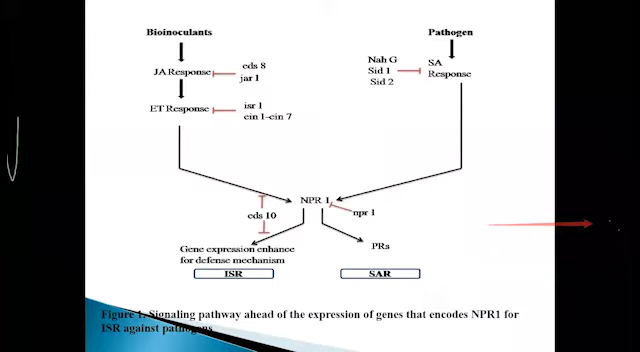 Bioinoculants
Pathogen
JA Response
eds 8
jar 1
Nah G
Sid 1
Sid 2
SA
Response
ET Response
isr 1
ein 1-ein 7
NPR 1
npr 1
eds 10
Gene expression enhance
for defense mechanism
PRs
ISR
SAR
Figure 1. Signaling pathway ahead of the expression of genes that encodes NPR1 for
ISR against pathogens